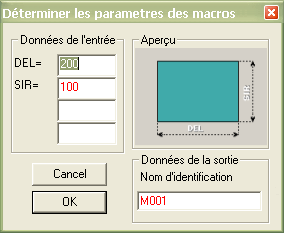 Déterminer les parametres des macros
Données de l'entrée
DEL= 200
SIR= 100
Aperçu
SIR
DEL
Données de la sortie
Nom d'identification
M001
Cancel
OK